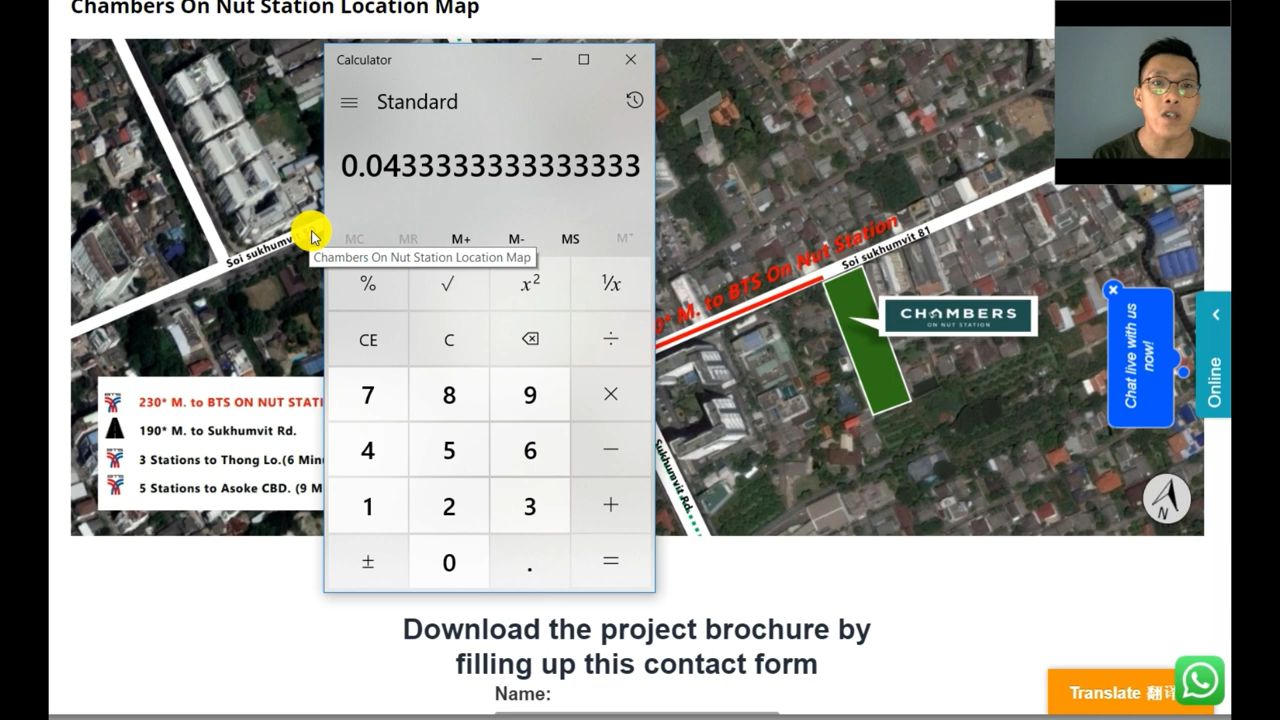 Chambers On Nut Station Location Map
Calculator
Standard
0.0433333333333333
MC MR M+ M- MS M˅
Chambers On Nut Station Location Map
% √ x² ¹/x
CE C ÷
7 8 9 ×
4 5 6 −
1 2 3 +
± 0 . =
Soi sukhumvit
M. to BTS On Nut Station
Soi sukhumvit 81
CHAMBERS
ON NUT STATION
Sukhumvit Rd.
N
230* M. to BTS ON NUT STATI
190* M. to Sukhumvit Rd.
3 Stations to Thong Lo.(6 Min
5 Stations to Asoke CBD. (9 M
Chat live with us
now!
Online
Download the project brochure by
filling up this contact form
Name:
Translate 翻译